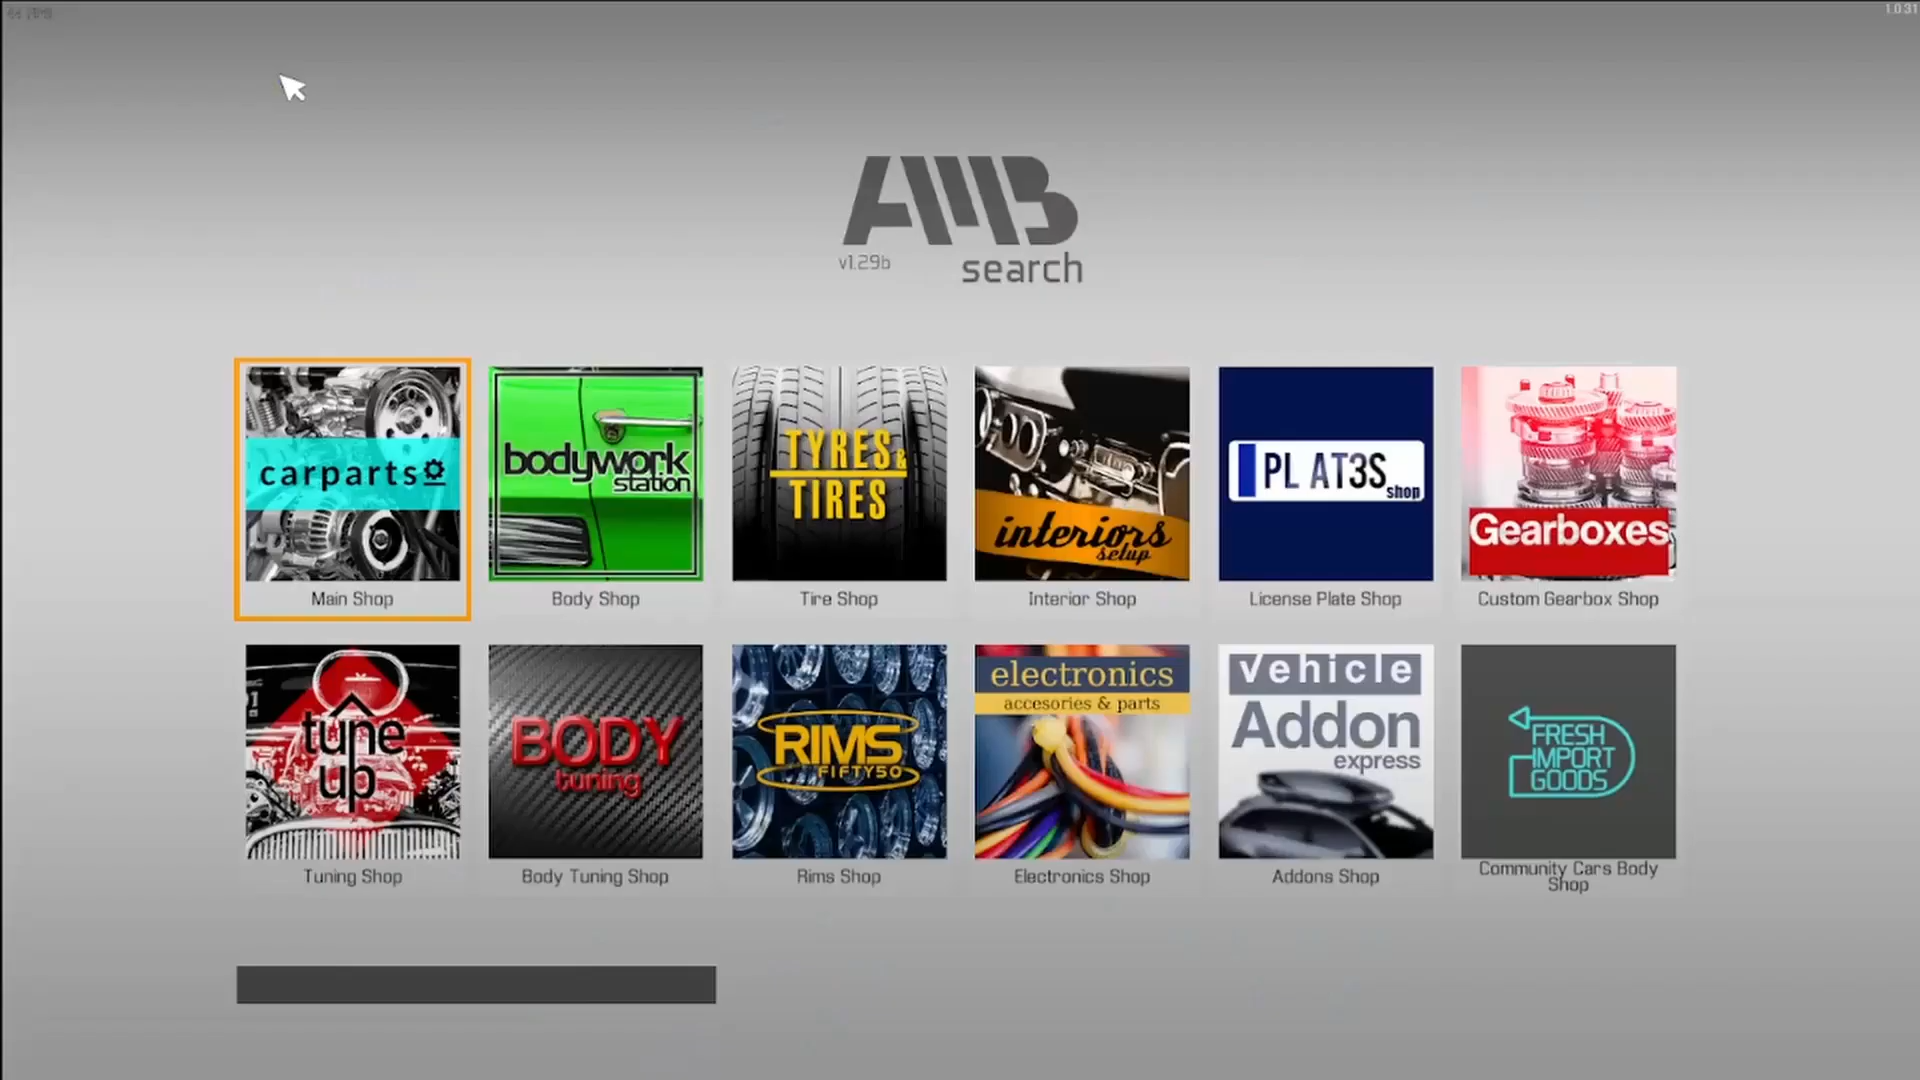 1.0.31
AMB
v1.29b
search
carparts
bodywork
station
TYRES &
TIRES
interiors
setup
PL AT3S
shop
Gearboxes
Main Shop
Body Shop
Tire Shop
Interior Shop
License Plate Shop
Custom Gearbox Shop
tune
up
BODY
tuning
RIMS
FIFTY50
electronics
accesories & parts
vehicle
Addon
express
FRESH
IMPORT
GOODS
Tuning Shop
Body Tuning Shop
Rims Shop
Electronics Shop
Addons Shop
Community Cars Body
Shop